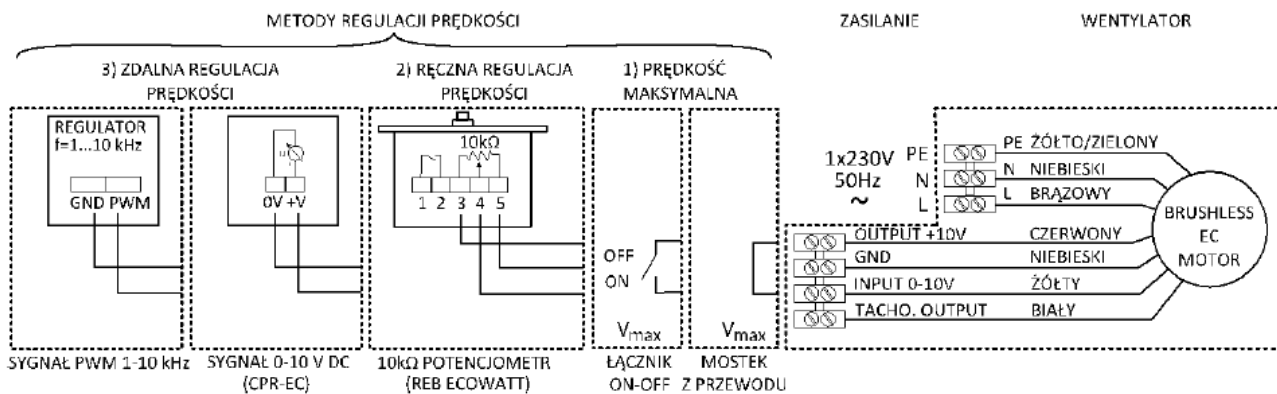 METODY REGULACJI PRĘDKOŚCI
ZASILANIE
WENTYLATOR
3) ZDALNA REGULACJA
PRĘDKOŚCI
2) RĘCZNA REGULACJA
PRĘDKOŚCI
1) PRĘDKOŚĆ
MAKSYMALNA
REGULATOR
f=1...10 kHz
GND PWM
U
0V +V
10kΩ
1 2 3 4 5
OFF
ON
Vmax
Vmax
1x230V
50Hz
~
PE
N
L
PE ŻÓŁTO/ZIELONY
N NIEBIESKI
L BRĄZOWY
OUTPUT +10V CZERWONY
GND NIEBIESKI
INPUT 0-10V ŻÓŁTY
TACHO. OUTPUT BIAŁY
BRUSHLESS
EC
MOTOR
SYGNAŁ PWM 1-10 kHz
SYGNAŁ 0-10 V DC
(CPR-EC)
10kΩ POTENCJOMETR
(REB ECOWATT)
ŁĄCZNIK
ON-OFF
MOSTEK
Z PRZEWODU